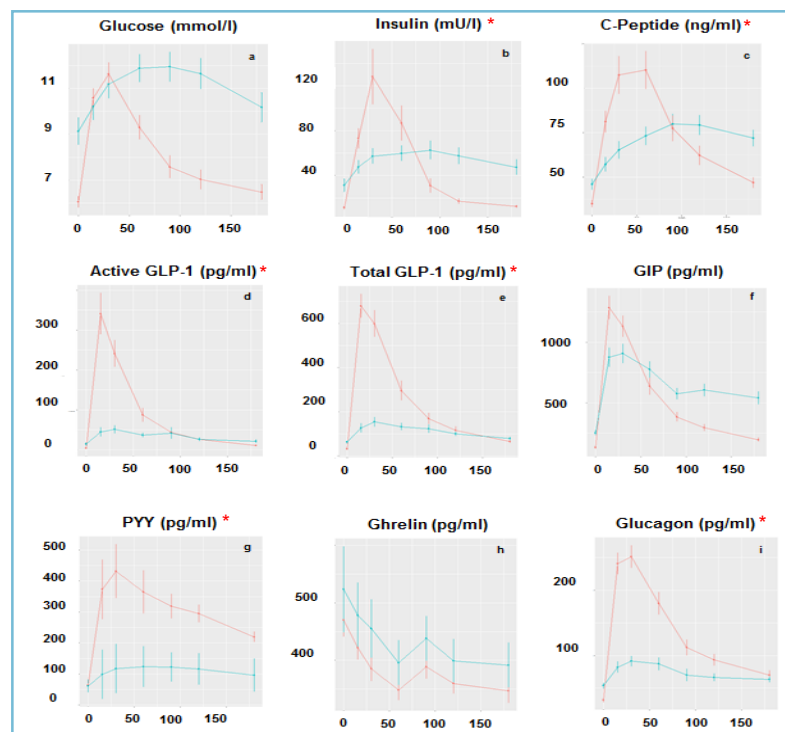 Glucose (mmol/l)
a
11
9
7
0 50 100 150
Insulin (mU/l) *
b
120
80
40
0 50 100 150
C-Peptide (ng/ml) *
c
100
75
50
0 50 100 150
Active GLP-1 (pg/ml) *
d
300
200
100
0
0 50 100 150
Total GLP-1 (pg/ml) *
e
600
400
200
0
0 50 100 150
GIP (pg/ml)
f
1000
500
0 50 100 150
PYY (pg/ml) *
g
500
400
300
200
100
0
0 50 100 150
Ghrelin (pg/ml)
h
500
400
0 50 100 150
Glucagon (pg/ml) *
i
200
100
0 50 100 150